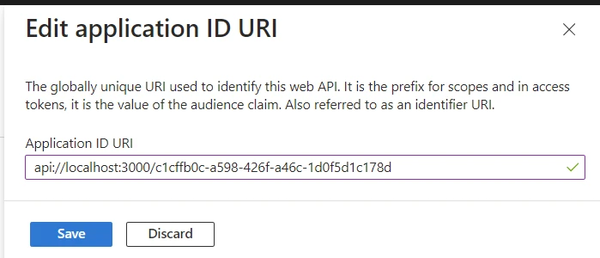 Edit application ID URI
The globally unique URI used to identify this web API. It is the prefix for scopes and in access
tokens, it is the value of the audience claim. Also referred to as an identifier URI.
Application ID URI
api://localhost:3000/c1cffb0c-a598-426f-a46c-1d0f5d1c178d
Save Discard